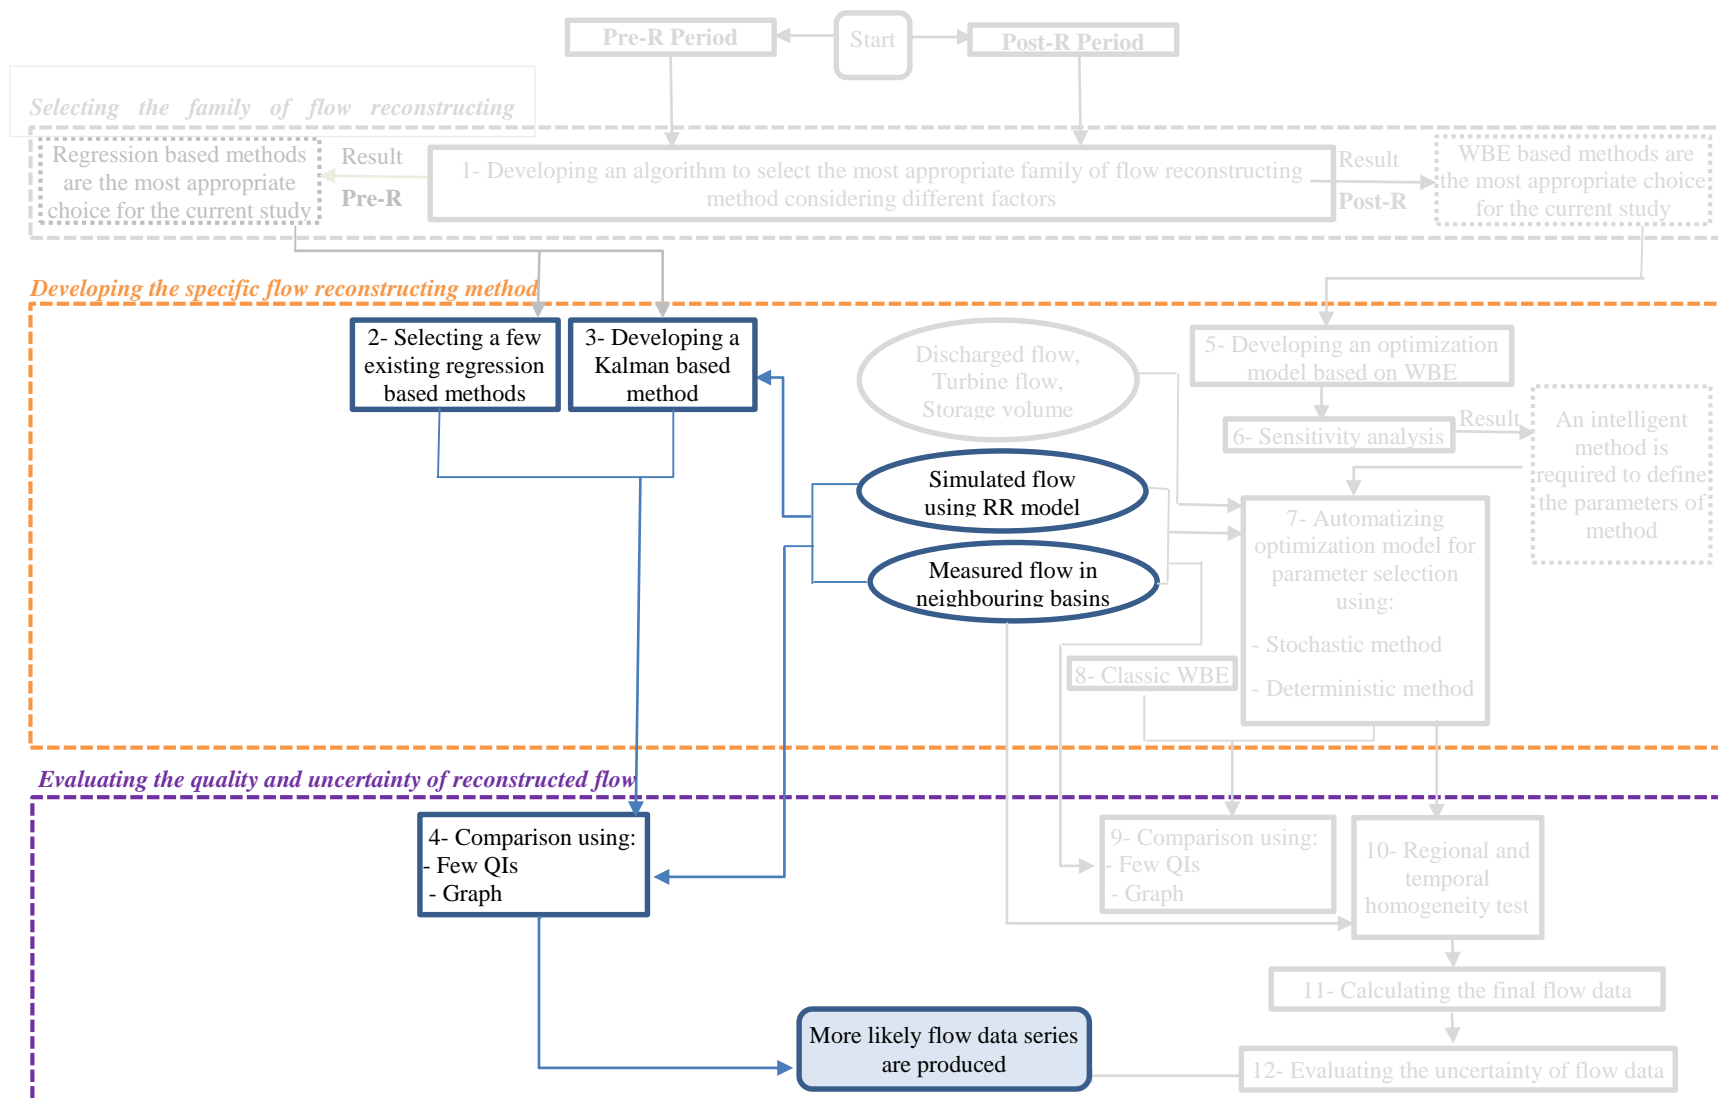 Pre-R Period
Start
Post-R Period
Selecting the family of flow reconstructing
Regression based methods
are the most appropriate
choice for the current study
Result
Pre-R
1- Developing an algorithm to select the most appropriate family of flow reconstructing
method considering different factors
Result
Post-R
WBE based methods are
the most appropriate choice
for the current study
Developing the specific flow reconstructing method
2- Selecting a few
existing regression
based methods
3- Developing a
Kalman based
method
Discharged flow,
Turbine flow,
Storage volume
5- Developing an optimization
model based on WBE
6- Sensitivity analysis
Result
An intelligent
method is
required to define
the parameters of
method
Simulated flow
using RR model
Measured flow in
neighbouring basins
7- Automatizing
optimization model for
parameter selection
using:
- Stochastic method
- Deterministic method
8- Classic WBE
Evaluating the quality and uncertainty of reconstructed flow
4- Comparison using:
- Few QIs
- Graph
9- Comparison using:
- Few QIs
- Graph
10- Regional and
temporal
homogeneity test
11- Calculating the final flow data
More likely flow data series
are produced
12- Evaluating the uncertainty of flow data